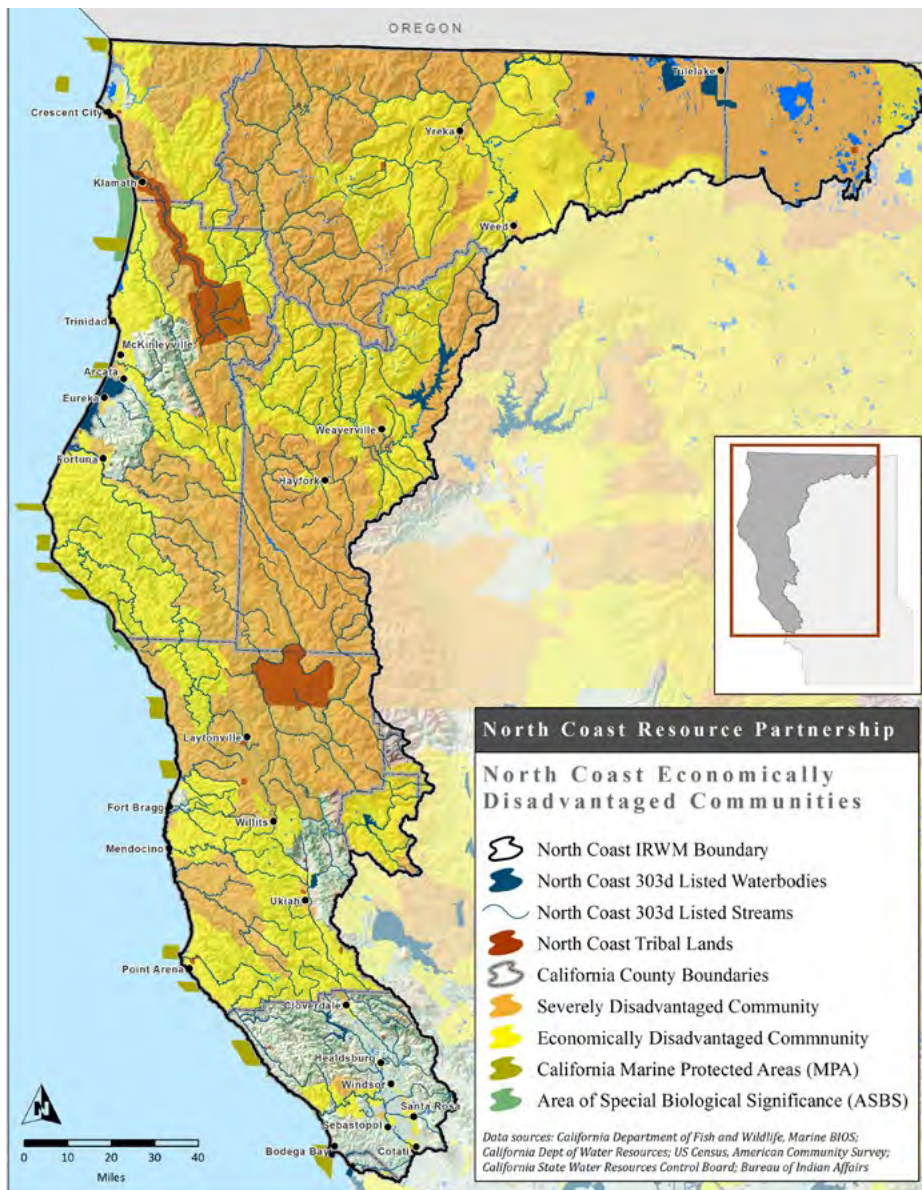 OREGON
Tulelake
Crescent City
Yreka
Klamath
Weed
Trinidad
McKinleyville
Arcata
Eureka
Weaverville
Fortuna
Hayfork
Laytonville
Fort Bragg
Willits
Mendocino
Ukiah
Point Arena
Cloverdale
Healdsburg
Windsor
Santa Rosa
Sebastopol
Bodega Bay
Cotati
N
0 10 20 30 40
Miles
North Coast Resource Partnership
North Coast Economically
Disadvantaged Communities
North Coast IRWM Boundary
North Coast 303d Listed Waterbodies
North Coast 303d Listed Streams
North Coast Tribal Lands
California County Boundaries
Severely Disadvantaged Community
Economically Disadvantaged Commnunity
California Marine Protected Areas (MPA)
Area of Special Biological Significance (ASBS)
Data sources: California Department of Fish and Wildlife, Marine BIOS;
California Dept of Water Resources; US Census, American Community Survey;
California State Water Resources Control Board; Bureau of Indian Affairs